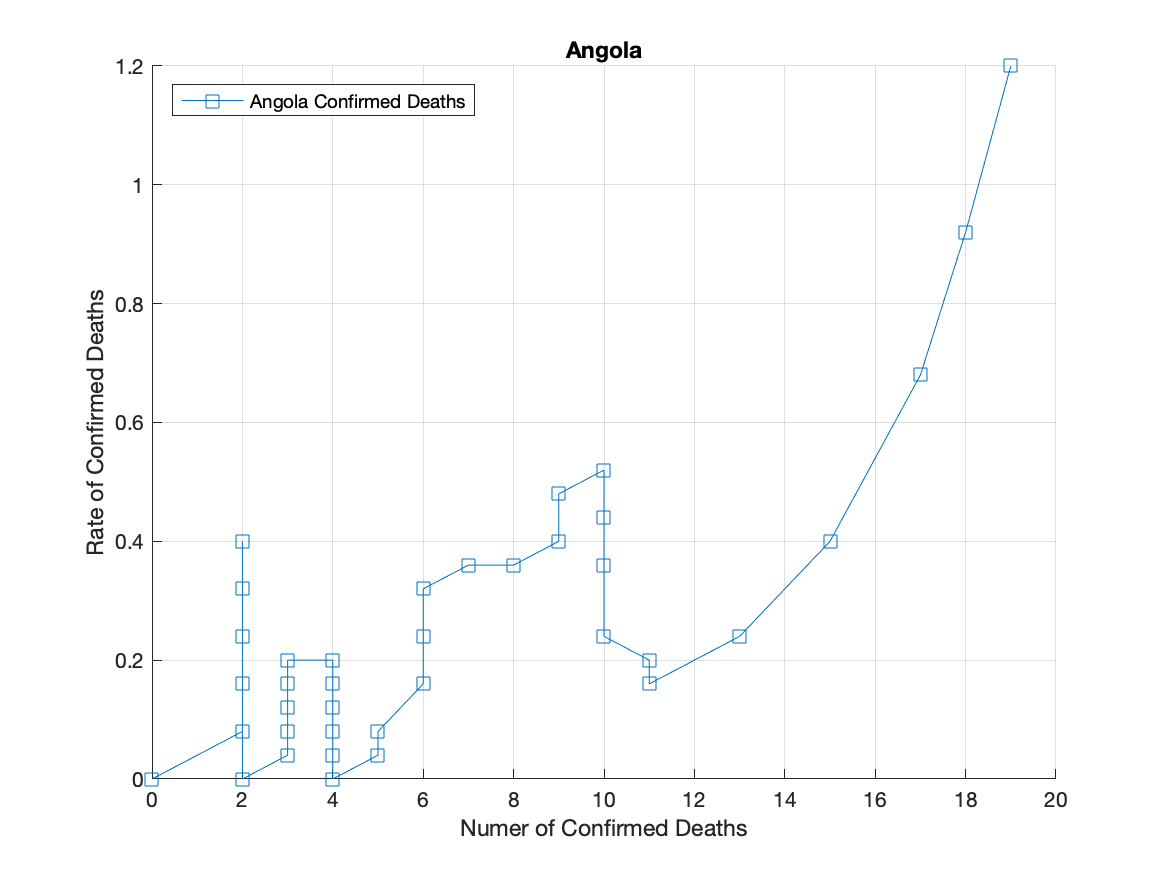 Angola
Angola Confirmed Deaths
Rate of Confirmed Deaths
1.2
1
0.8
0.6
0.4
0.2
0
0 2 4 6 8 10 12 14 16 18 20
Numer of Confirmed Deaths